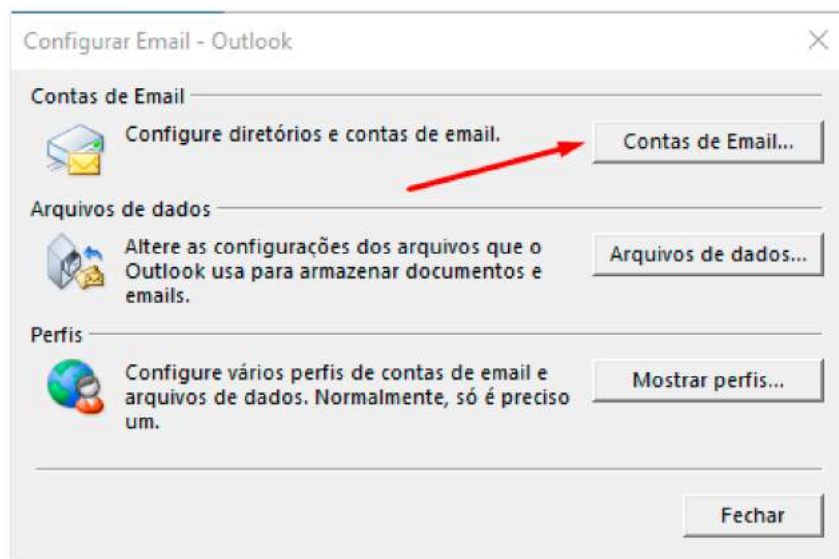 Configurar Email - Outlook
Contas de Email
Configure diretórios e contas de email.
Contas de Email...
Arquivos de dados
Altere as configurações dos arquivos que o
Outlook usa para armazenar documentos e
emails.
Arquivos de dados...
Perfis
Configure vários perfis de contas de email e
arquivos de dados. Normalmente, só é preciso
um.
Mostrar perfis...
Fechar